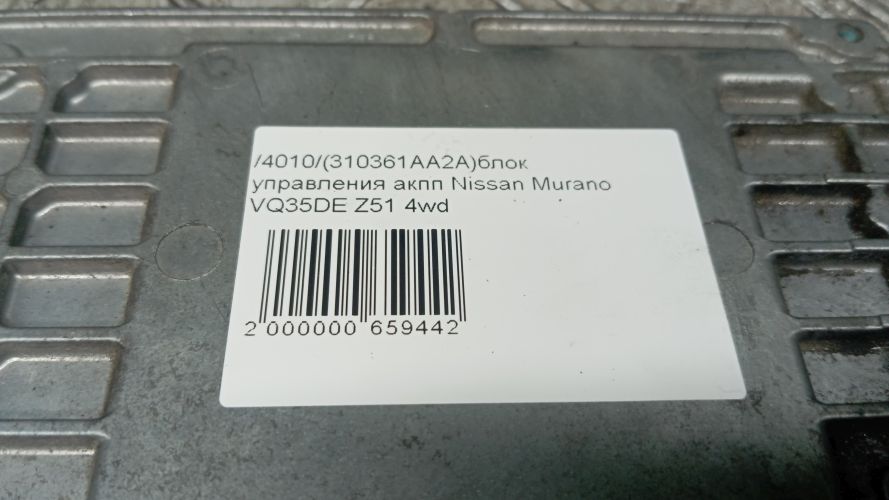 /4010/(310361AA2A)блок
управления акпп Nissan Murano
VQ35DE Z51 4wd
2 000000 659442